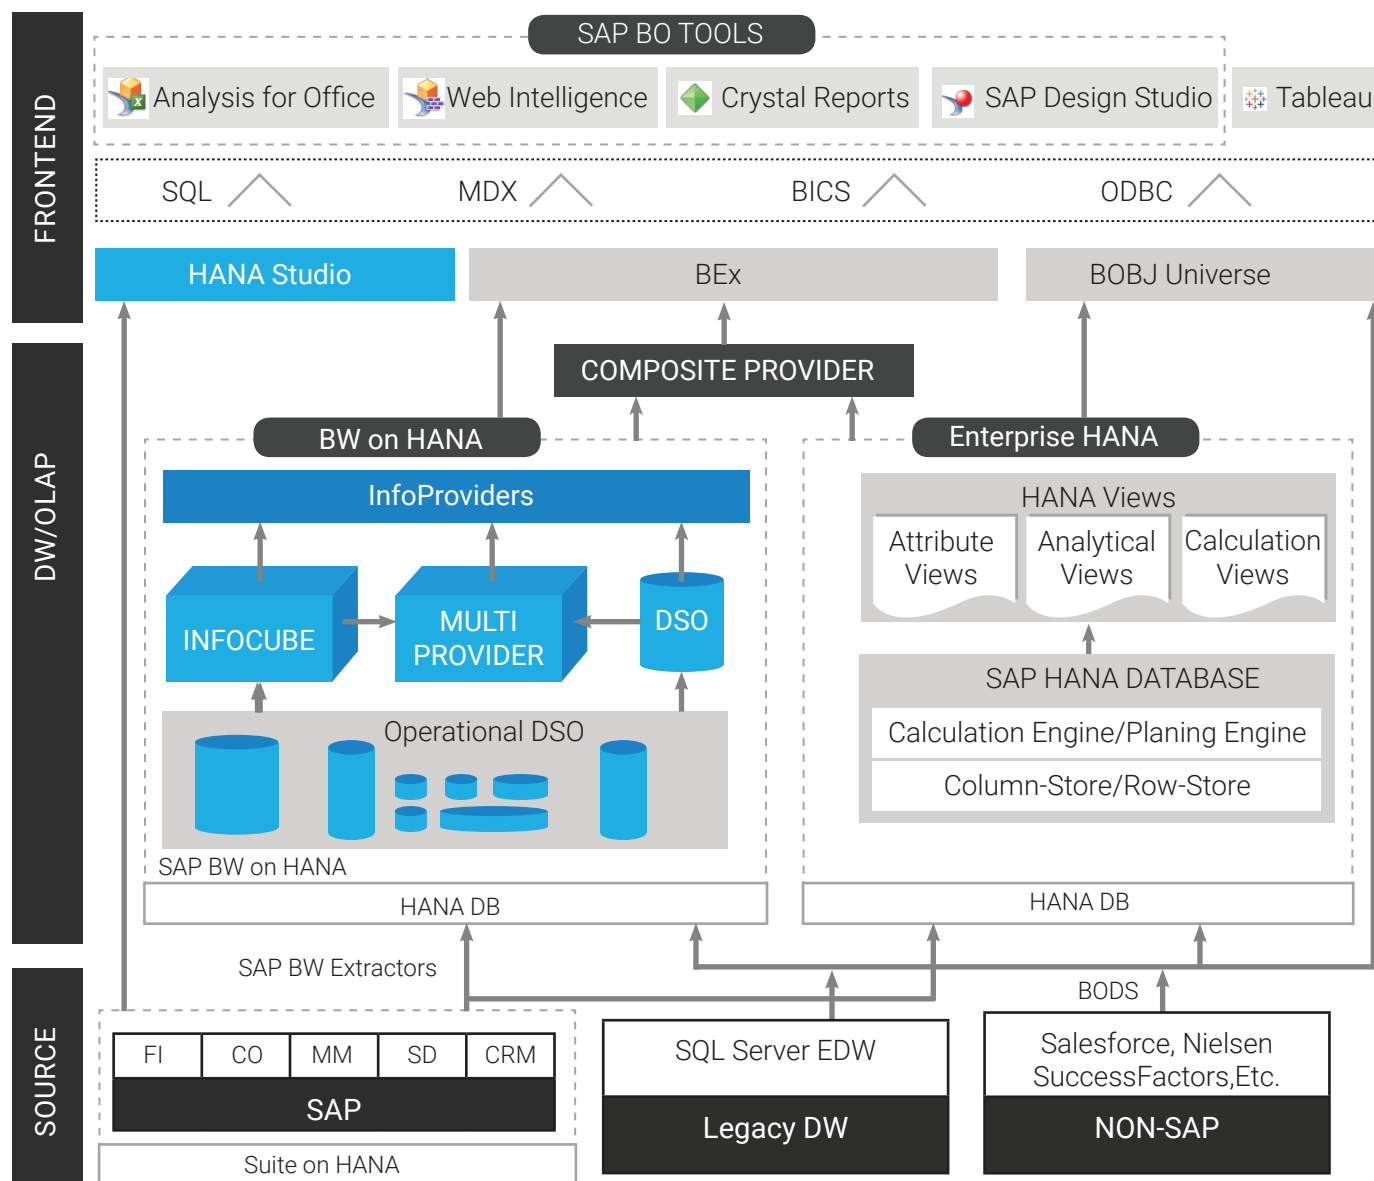 FRONTEND
SAP BO TOOLS
Analysis for Office
Web Intelligence
Crystal Reports
SAP Design Studio
Tableau
SQL
MDX
BICS
ODBC
HANA Studio
BEx
BOBJ Universe
DW/OLAP
COMPOSITE PROVIDER
BW on HANA
InfoProviders
INFOCUBE
MULTI
PROVIDER
DSO
Operational DSO
SAP BW on HANA
HANA DB
Enterprise HANA
HANA Views
Attribute
Views
Analytical
Views
Calculation
Views
SAP HANA DATABASE
Calculation Engine/Planing Engine
Column-Store/Row-Store
HANA DB
SOURCE
SAP BW Extractors
BODS
FI
CO
MM
SD
CRM
SAP
Suite on HANA
SQL Server EDW
Legacy DW
Salesforce, Nielsen
SuccessFactors,Etc.
NON-SAP